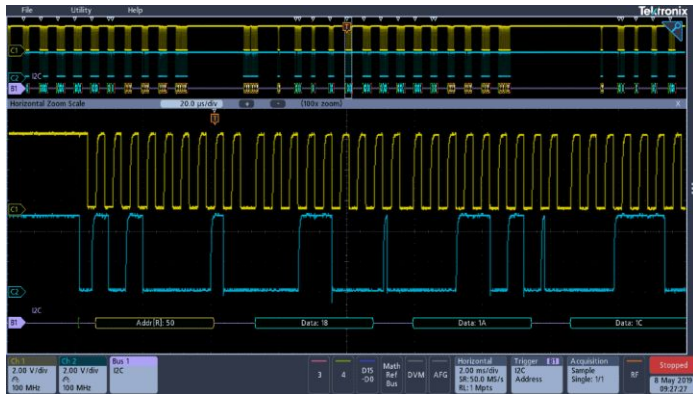 File Utility Help Tektronix
C1
C2 I2C
B1
Horizontal Zoom Scale 20.0 µs/div + - (100x zoom) X
T
C1
C2
I2C
B1 Addr[R]: 50 Data: 1B Data: 1A Data: 1C
Ch 1 Ch 2 Bus 1 Math Horizontal Trigger Acquisition Stopped
2.00 V/div 2.00 V/div I2C 3 4 D15 Ref DVM AFG 2.00 ms/div I2C Sample RF
-D0 Bus SR: 50.0 MS/s Address Single: 1/1
100 MHz 100 MHz RL: 1 Mpts 8 May 2019
09:27:27